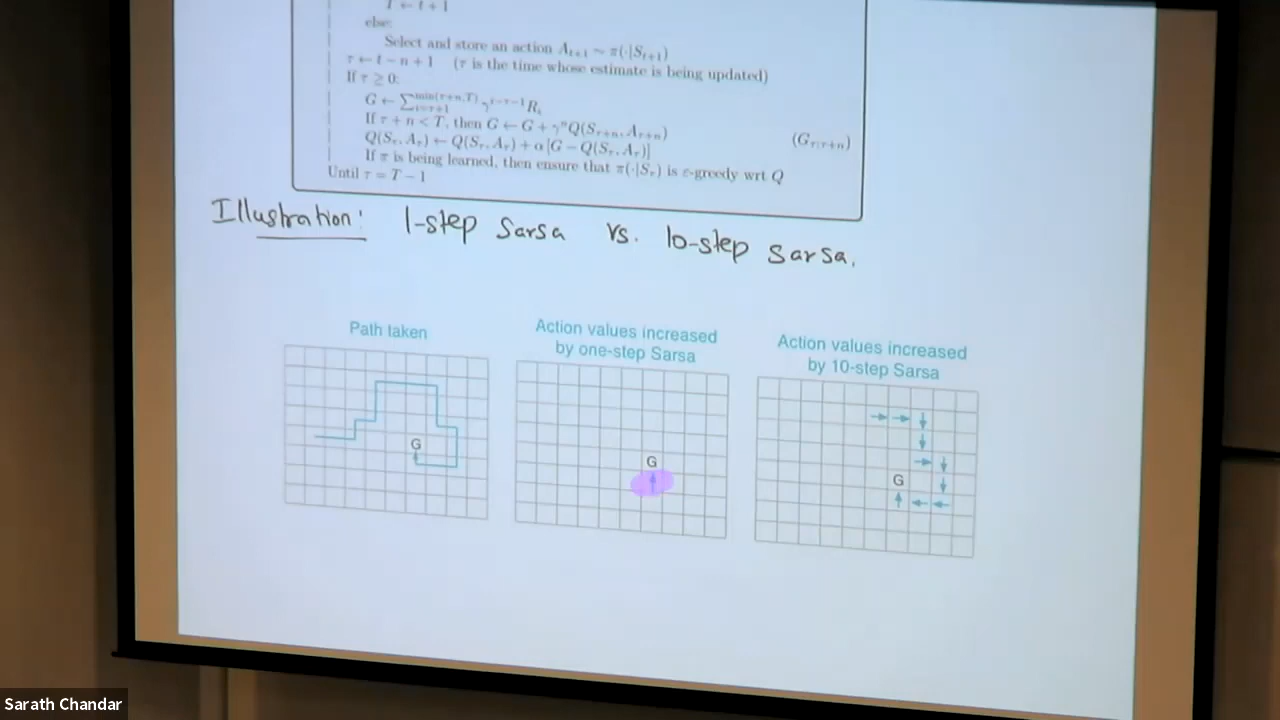 T ← t + 1
else:
Select and store an action A_{t+1} ~ π(·|S_{t+1})
τ ← t − n + 1 (τ is the time whose estimate is being updated)
If τ ≥ 0:
G ← ∑_{i=τ+1}^{min(τ+n,T)} γ^{i−τ−1} R_i
If τ + n < T, then G ← G + γ^n Q(S_{τ+n}, A_{τ+n}) (G_{τ:τ+n})
Q(S_τ, A_τ) ← Q(S_τ, A_τ) + α [G − Q(S_τ, A_τ)]
If π is being learned, then ensure that π(·|S_τ) is ε-greedy wrt Q
Until τ = T − 1
Illustration: 1-step Sarsa vs. 10-step Sarsa.
Path taken
Action values increased
by one-step Sarsa
Action values increased
by 10-step Sarsa
G
G
G
Sarath Chandar